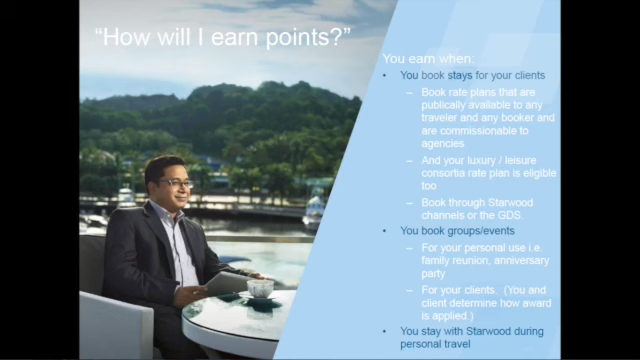 “How will I earn points?”
You earn when:
• You book stays for your clients
– Book rate plans that are
publically available to any
traveler and any booker and
are commissionable to
agencies
– And your luxury / leisure
consortia rate plan is eligible
too
– Book through Starwood
channels or the GDS.
• You book groups/events
– For your personal use i.e.
family reunion, anniversary
party
– For your clients. (You and
client determine how award
is applied.)
• You stay with Starwood during
personal travel